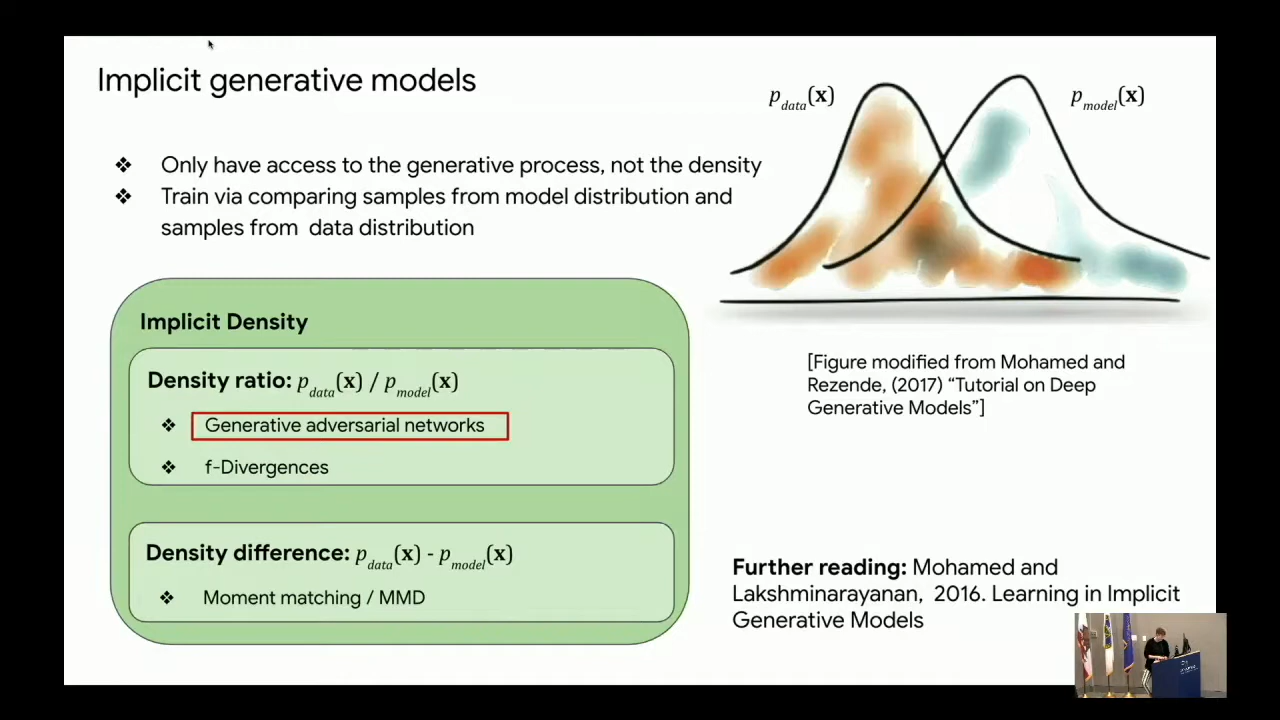 Implicit generative models
❖ Only have access to the generative process, not the density
❖ Train via comparing samples from model distribution and
samples from data distribution
p_data(x)
p_model(x)
[Figure modified from Mohamed and
Rezende, (2017) “Tutorial on Deep
Generative Models”]
Implicit Density
Density ratio: p_data(x) / p_model(x)
❖ Generative adversarial networks
❖ f-Divergences
Density difference: p_data(x) - p_model(x)
❖ Moment matching / MMD
Further reading: Mohamed and
Lakshminarayanan, 2016. Learning in Implicit
Generative Models